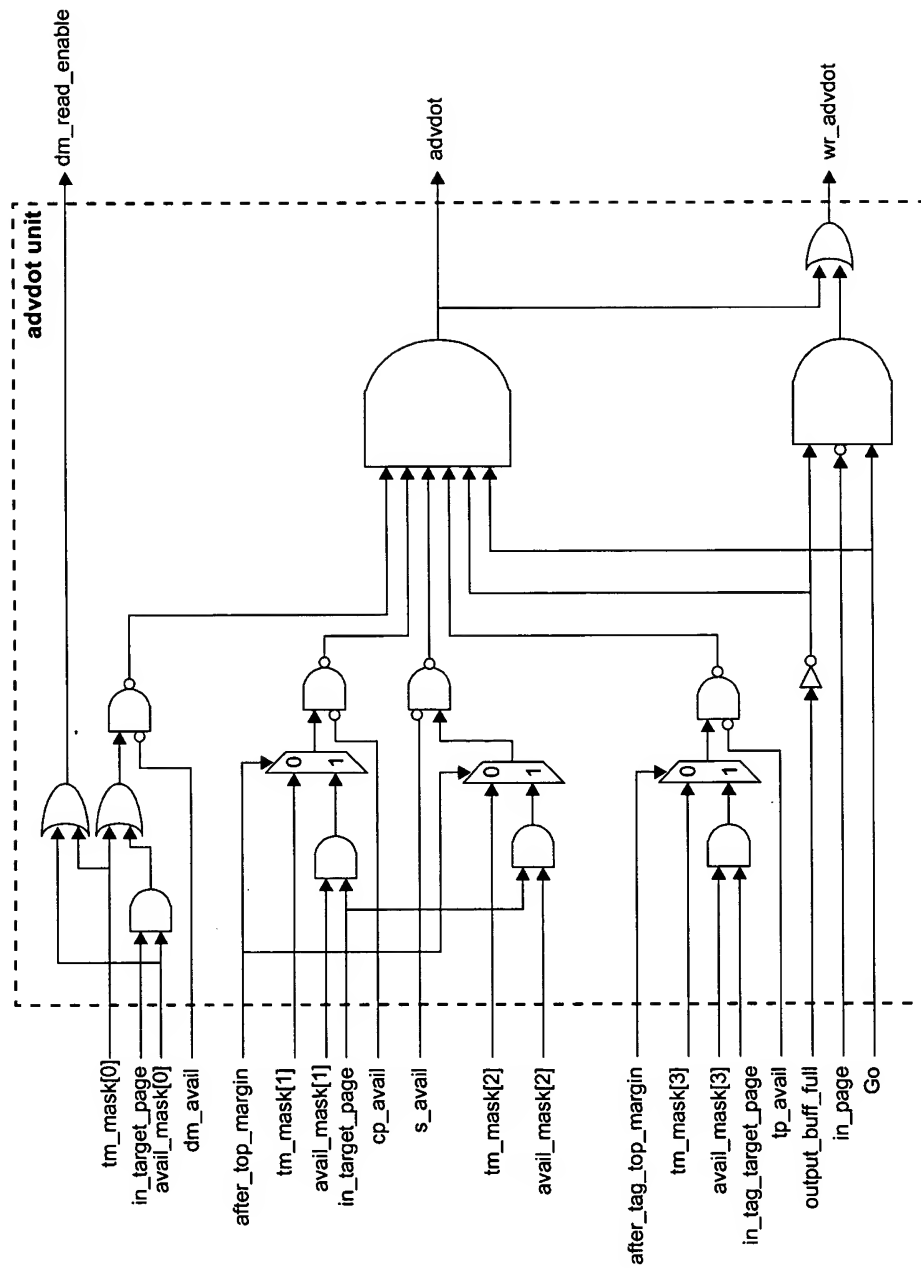 advdot unit
dm_read_enable
advdot
wr_advdot
tm_mask[0]
in_target_page
avail_mask[0]
dm_avail
after_top_margin
0
tm_mask[1]
1
avail_mask[1]
in_target_page
cp_avail
s_avail
0
tm_mask[2]
1
avail_mask[2]
after_tag_top_margin
0
tm_mask[3]
1
avail_mask[3]
in_tag_target_page
tp_avail
output_buff_full
in_page
Go